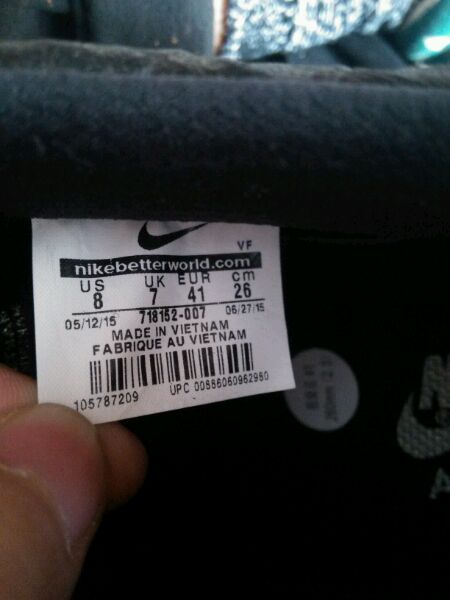 VF
nikebetterworld.com
US UK EUR cm
8 7 41 26
05/12/15 718152-007 06/27/15
MADE IN VIETNAM
FABRIQUE AU VIETNAM
105787209 UPC 00886060962980